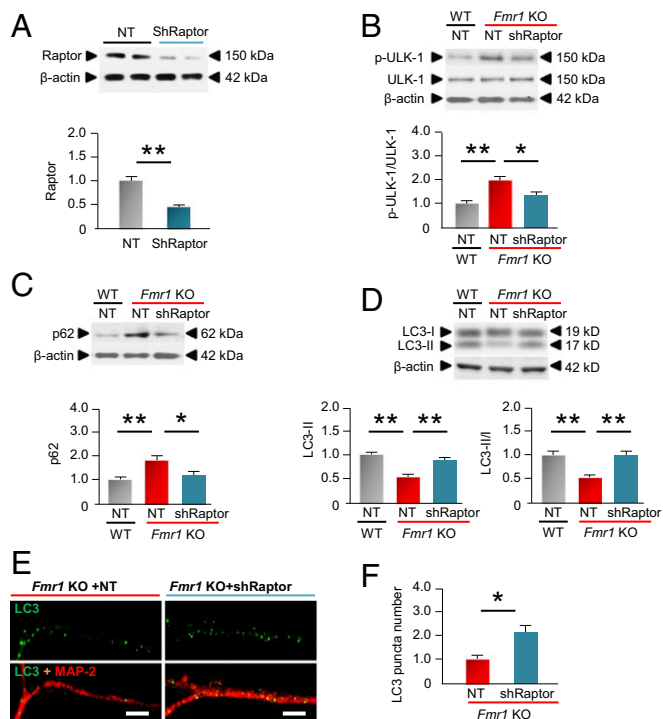 A
NT ShRaptor
Raptor 150 kDa
β-actin 42 kDa
2.0
1.5
1.0
0.5
0
Raptor
**
NT ShRaptor
B
WT Fmr1 KO
NT NT shRaptor
p-ULK-1 150 kDa
ULK-1 150 kDa
β-actin 42 kDa
4.0
3.0
2.0
1.0
0
p-ULK-1/ULK-1
** *
NT NT shRaptor
WT Fmr1 KO
C
WT Fmr1 KO
NT NT shRaptor
p62 62 kDa
β-actin 42 kDa
4.0
3.0
2.0
1.0
0
p62
** *
NT NT shRaptor
WT Fmr1 KO
D
WT Fmr1 KO
NT NT shRaptor
LC3-I 19 kD
LC3-II 17 kD
β-actin 42 kD
2.0
1.5
1.0
0.5
0
LC3-II
** **
NT NT shRaptor
WT Fmr1 KO
2.0
1.5
1.0
0.5
0
LC3-II/I
** **
NT NT shRaptor
WT Fmr1 KO
E
Fmr1 KO +NT Fmr1 KO+shRaptor
LC3
LC3 + MAP-2
F
4.0
3.0
2.0
1.0
0
LC3 puncta number
*
NT shRaptor
Fmr1 KO